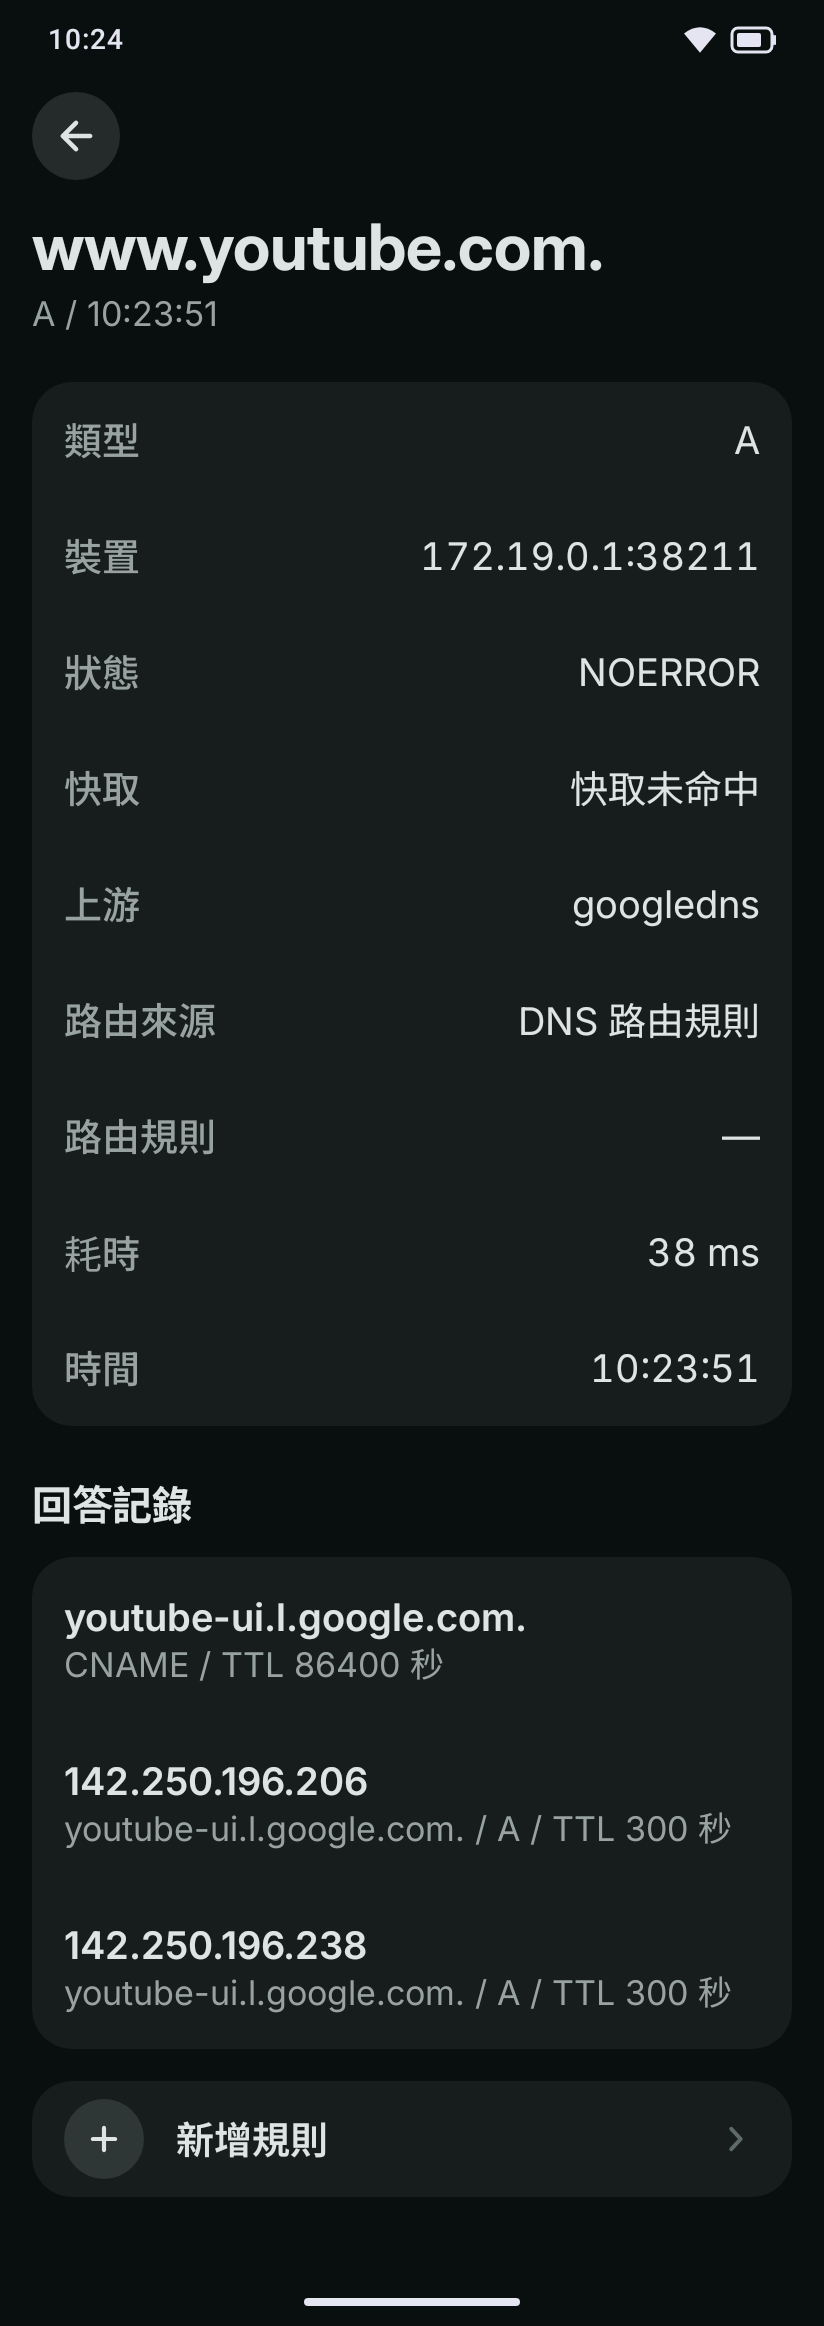 10:24
www.youtube.com.
A / 10:23:51
類型 A
裝置 172.19.0.1:38211
狀態 NOERROR
快取 快取未命中
上游 googledns
路由來源 DNS 路由規則
路由規則 —
耗時 38 ms
時間 10:23:51
回答記錄
youtube-ui.l.google.com.
CNAME / TTL 86400 秒
142.250.196.206
youtube-ui.l.google.com. / A / TTL 300 秒
142.250.196.238
youtube-ui.l.google.com. / A / TTL 300 秒
新增規則